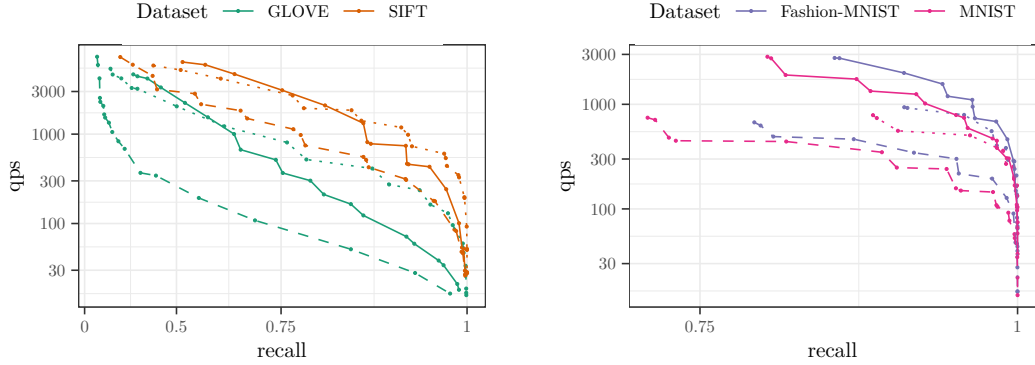 Dataset GLOVE SIFT
3000
1000
300
100
30
qps
0 0.5 0.75 1
recall
Dataset Fashion-MNIST MNIST
3000
1000
300
100
30
qps
0.75 1
recall